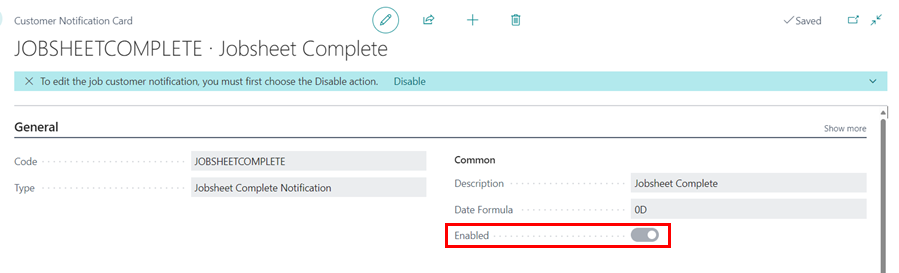 Customer Notification Card
Saved
JOBSHEETCOMPLETE · Jobsheet Complete
To edit the job customer notification, you must first choose the Disable action. Disable
General
Show more
Code JOBSHEETCOMPLETE
Type Jobsheet Complete Notification
Common
Description Jobsheet Complete
Date Formula 0D
Enabled